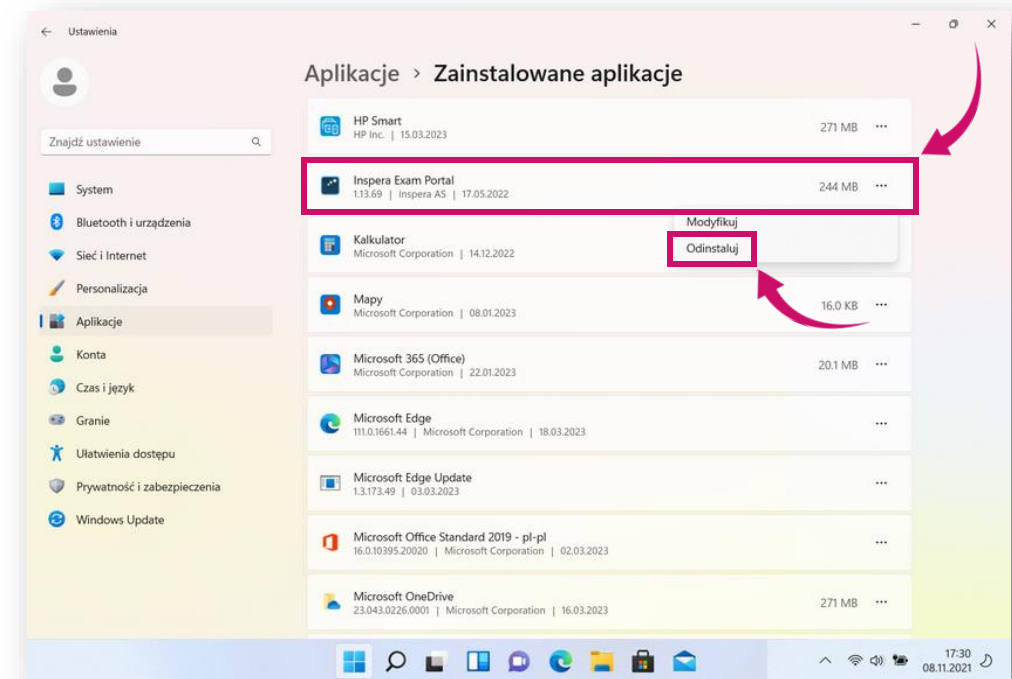 Ustawienia
Znajdź ustawienie
System
Bluetooth i urządzenia
Sieć i Internet
Personalizacja
Aplikacje
Konta
Czas i język
Granie
Ułatwienia dostępu
Prywatność i zabezpieczenia
Windows Update
Aplikacje > Zainstalowane aplikacje
HP Smart
HP Inc. | 15.03.2023
271 MB
Inspera Exam Portal
1.13.69 | Inspera AS | 17.05.2022
244 MB
Modyfikuj
Odinstaluj
Kalkulator
Microsoft Corporation | 14.12.2022
Mapy
Microsoft Corporation | 08.01.2023
16.0 KB
Microsoft 365 (Office)
Microsoft Corporation | 22.01.2023
20.1 MB
Microsoft Edge
111.0.1661.44 | Microsoft Corporation | 18.03.2023
Microsoft Edge Update
1.3.173.49 | 03.03.2023
Microsoft Office Standard 2019 - pl-pl
16.0.10395.20020 | Microsoft Corporation | 02.03.2023
Microsoft OneDrive
23.043.0226.0001 | Microsoft Corporation | 16.03.2023
271 MB
17:30
08.11.2021